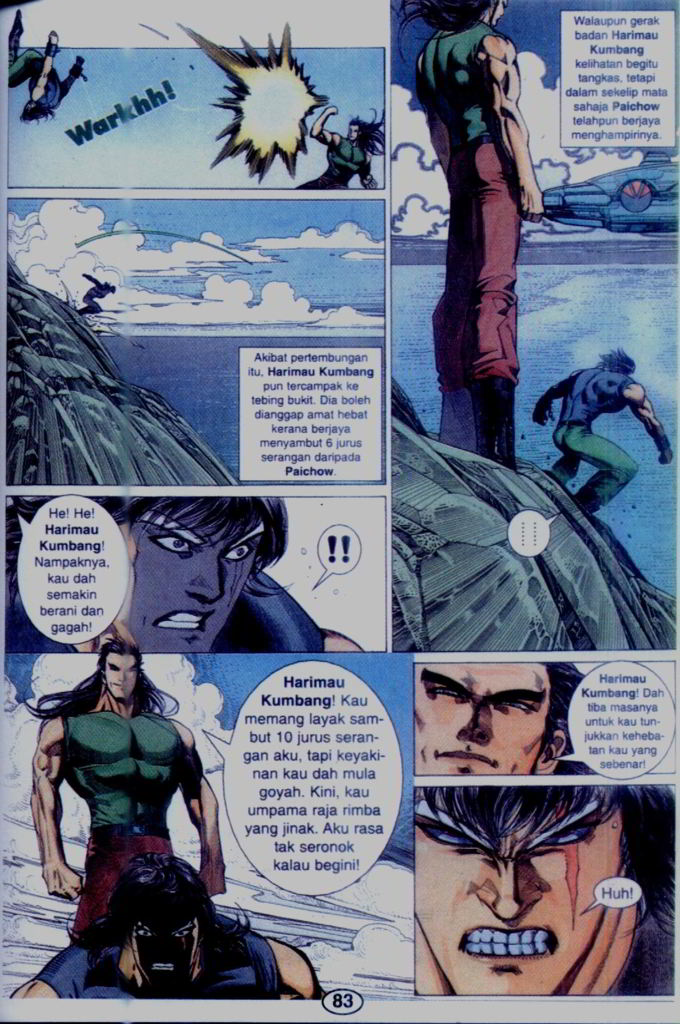 Warkhh!
Akibat pertembungan
itu, Harimau Kumbang
pun tercampak ke
tebing bukit. Dia boleh
dianggap amat hebat
kerana berjaya
menyambut 6 jurus
serangan daripada
Paichow.
Walaupun gerak
badan Harimau
Kumbang
kelihatan begitu
tangkas, tetapi
dalam sekelip mata
sahaja Paichow
telahpun berjaya
menghampirinya.
He! He!
Harimau
Kumbang!
Nampaknya,
kau dah
semakin
berani dan
gagah!
!!
Harimau
Kumbang! Kau
memang layak sam-
but 10 jurus seran-
gan aku, tapi keyaki-
nan kau dah mula
goyah. Kini, kau
umpama raja rimba
yang jinak. Aku rasa
tak seronok
kalau begini!
Harimau
Kumbang! Dah
tiba masanya
untuk kau tun-
jukkan keheba-
tan kau yang
sebenar!
Huh!
83